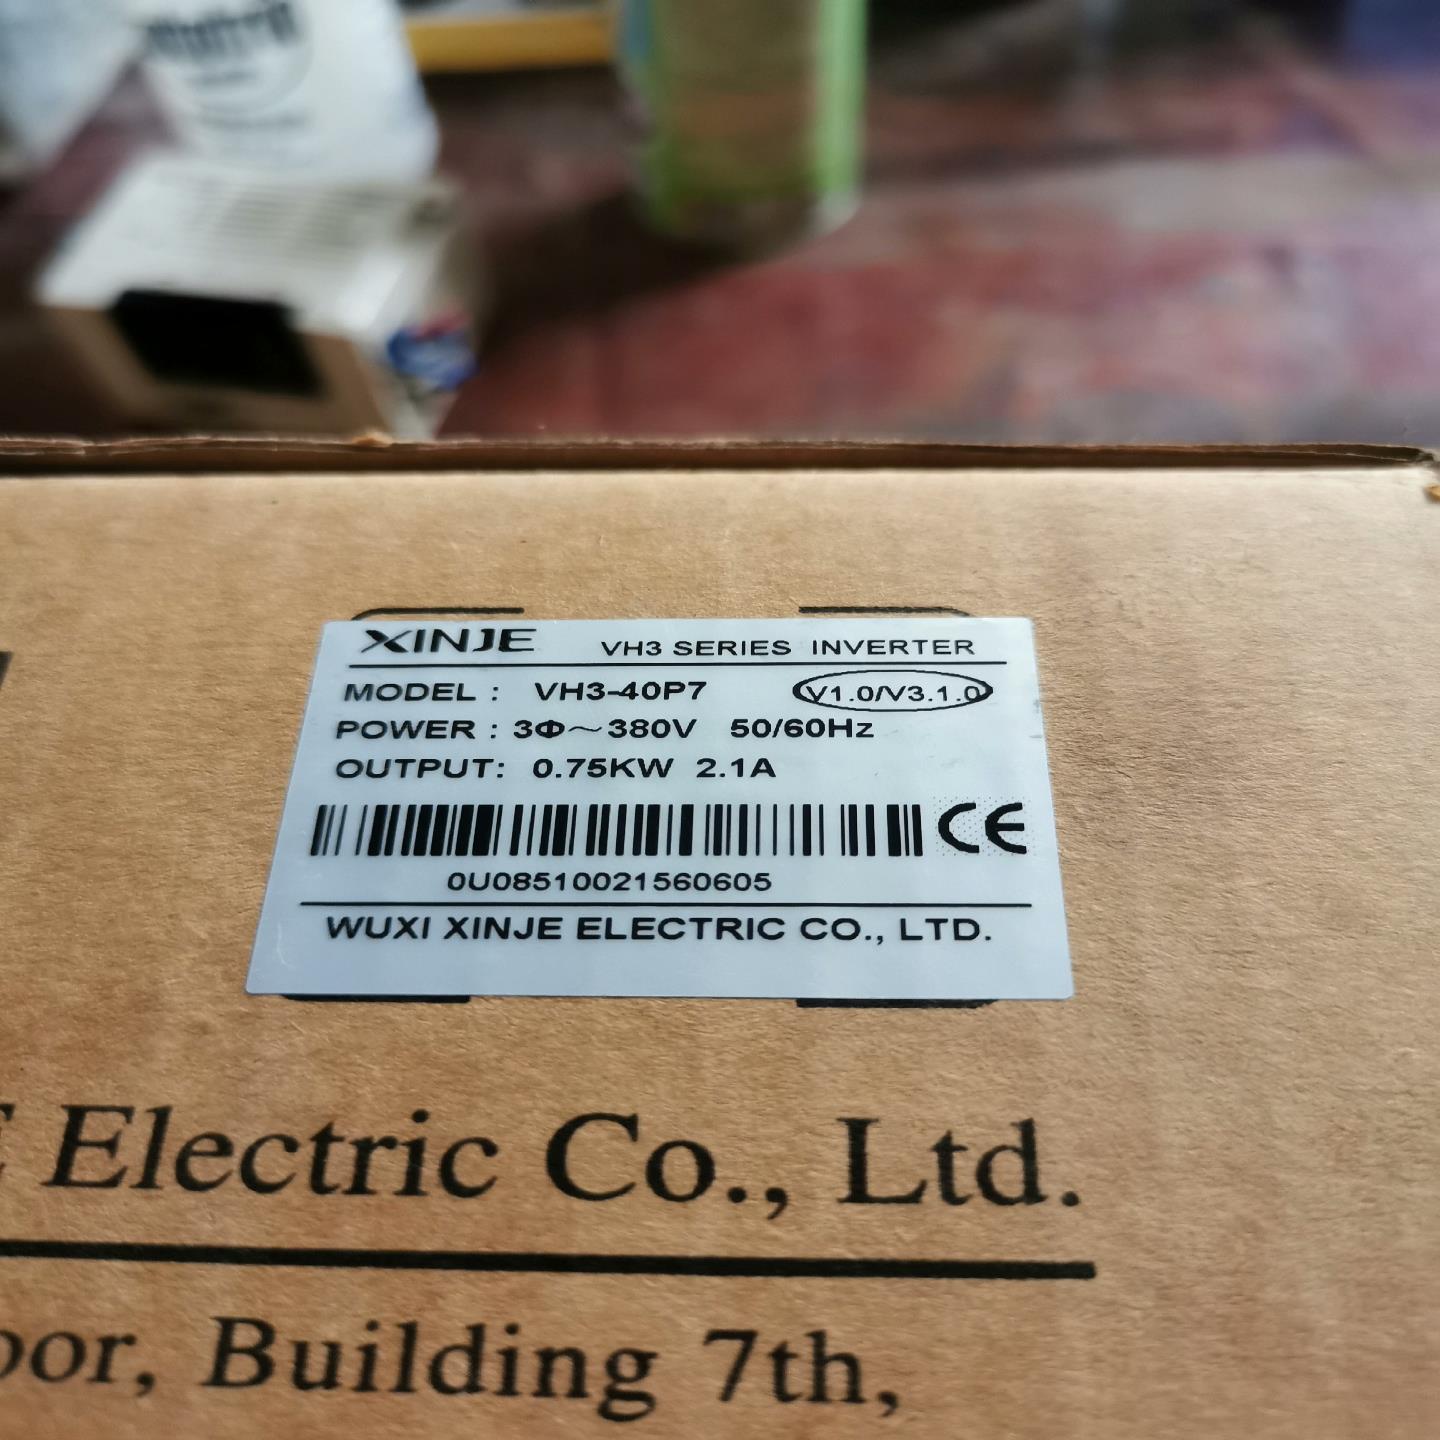 XINJE VH3 SERIES INVERTER
MODEL : VH3-40P7 V1.0/V3.1.0
POWER : 3Φ～380V 50/60Hz
OUTPUT: 0.75KW 2.1A
CE
0U08510021560605
WUXI XINJE ELECTRIC CO., LTD.
Electric Co., Ltd.
Building 7th,